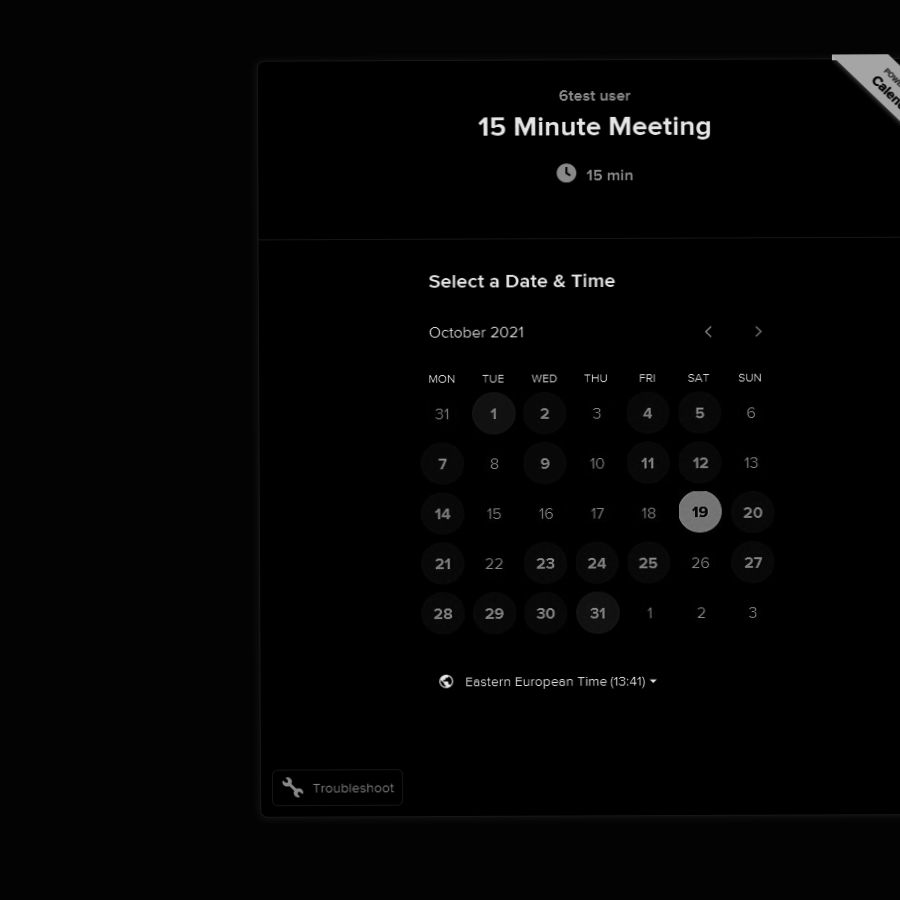 POWE
Calen
6test user
15 Minute Meeting
15 min
Select a Date & Time
October 2021
MON TUE WED THU FRI SAT SUN
31 1 2 3 4 5 6
7 8 9 10 11 12 13
14 15 16 17 18 19 20
21 22 23 24 25 26 27
28 29 30 31 1 2 3
Eastern European Time (13:41)
Troubleshoot